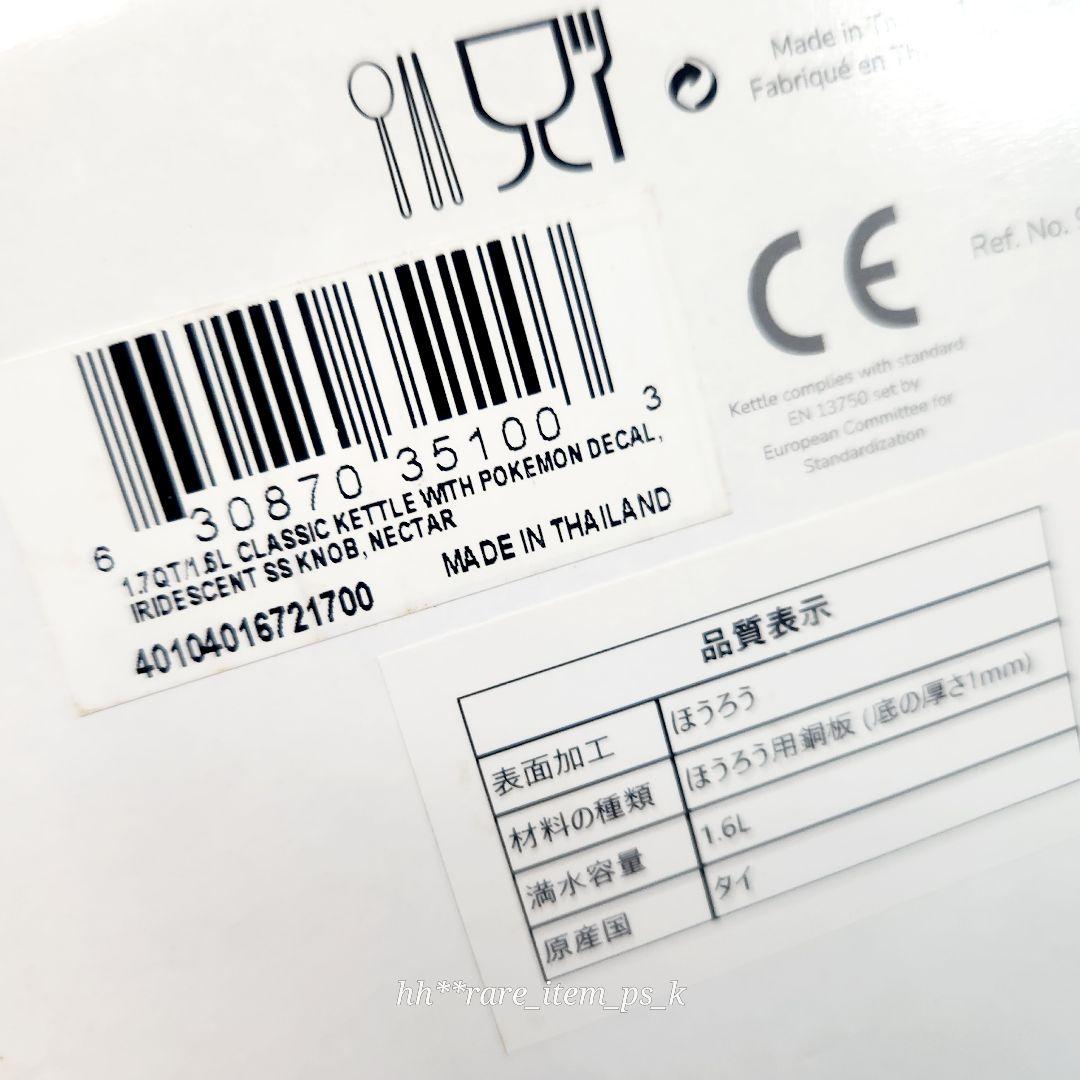 Made in
Fabriqué en
CE
Ref. No.
Kettle complies with standard
EN 13750 set by
European Committee for
Standardization
6 30870 35100 3
1.7QT/1.6L CLASSIC KETTLE WITH POKEMON DECAL,
IRIDESCENT SS KNOB, NECTAR
MADE IN THAILAND
40104016721700
品質表示
表面加工 ほうろう
材料の種類 ほうろう用鋼板 (底の厚さ1mm)
満水容量 1.6L
原産国 タイ
hh**rare_item_ps_k